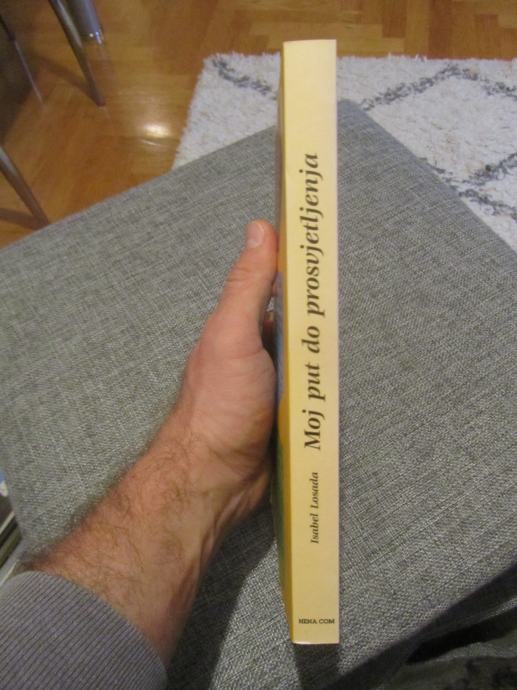 Isabel Losada Moj put do prosvjetljenja
NENA COM